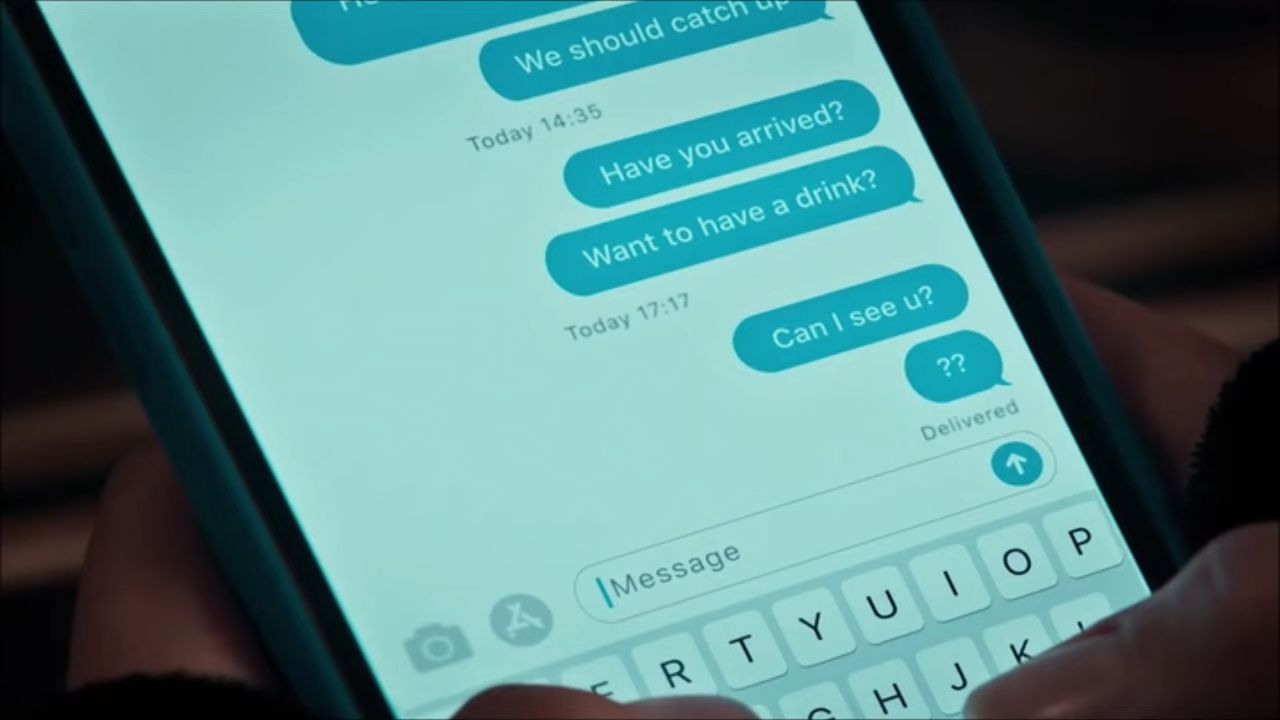 We should catch up
Today 14:35
Have you arrived?
Want to have a drink?
Today 17:17
Can I see u?
??
Delivered
Message
R T Y U I O P
G H J K